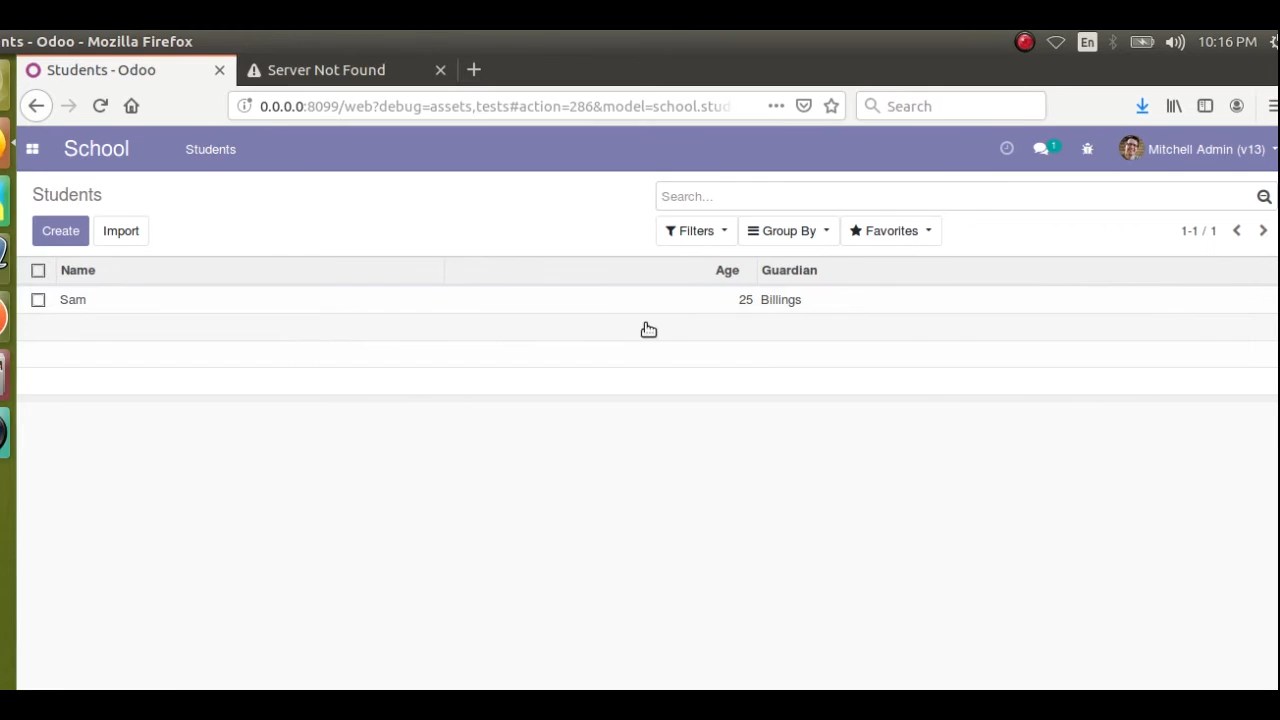 nts - Odoo - Mozilla Firefox
En
10:16 PM
Students - Odoo
Server Not Found
0.0.0.0:8099/web?debug=assets,tests#action=286&model=school.stud
Search
School
Students
1
Mitchell Admin (v13)
Students
Search...
Create
Import
Filters
Group By
Favorites
1-1 / 1
Name
Age
Guardian
Sam
25
Billings